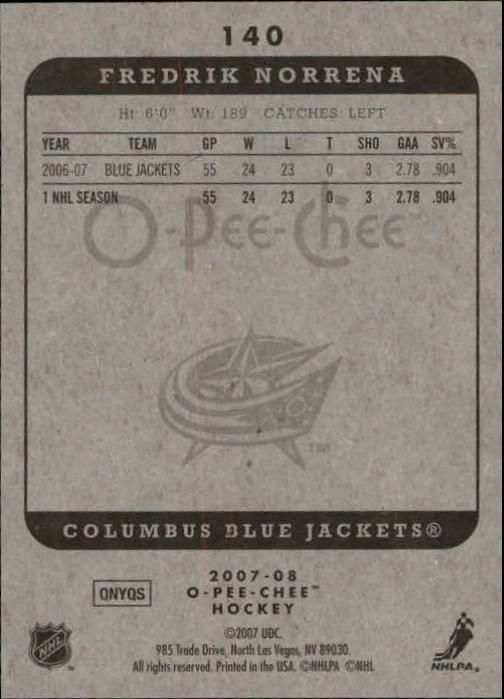 140
FREDRIK NORRENA
Ht: 6'0" Wt: 189 CATCHES: LEFT
YEAR TEAM GP W L T SHO GAA SV%
2006-07 BLUE JACKETS 55 24 23 0 3 2.78 .904
1 NHL SEASON 55 24 23 0 3 2.78 .904
O-Pee-Chee
TM
COLUMBUS BLUE JACKETS®
2007-08
QNYQS O-PEE-CHEE™
HOCKEY
©2007 UDC.
985 Trade Drive, North Las Vegas, NV 89030.
All rights reserved. Printed in the USA. ©NHLPA ©NHL
NHL
NHLPA